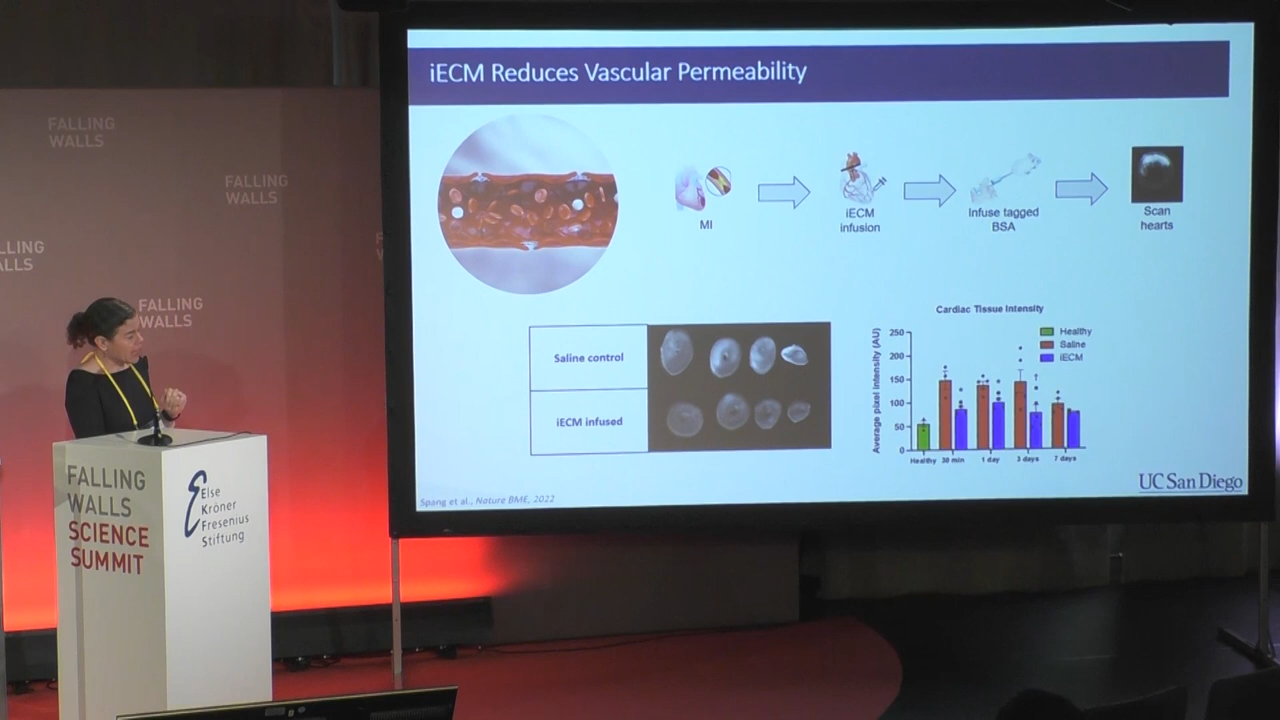 iECM Reduces Vascular Permeability
MI
iECM
infusion
Infuse tagged
BSA
Scan
hearts
Saline control
iECM infused
Cardiac Tissue Intensity
Average pixel intensity (AU)
250
200
150
100
50
0
Healthy
Saline
iECM
Healthy 30 min 1 day 3 days 7 days
Spang et al., Nature BME, 2022
UC San Diego
FALLING
WALLS
FALLING
WALLS
LLING
ALLS
FALLING
WALLS
FALLING
WALLS
SCIENCE
SUMMIT
Else
Kröner
Fresenius
Stiftung